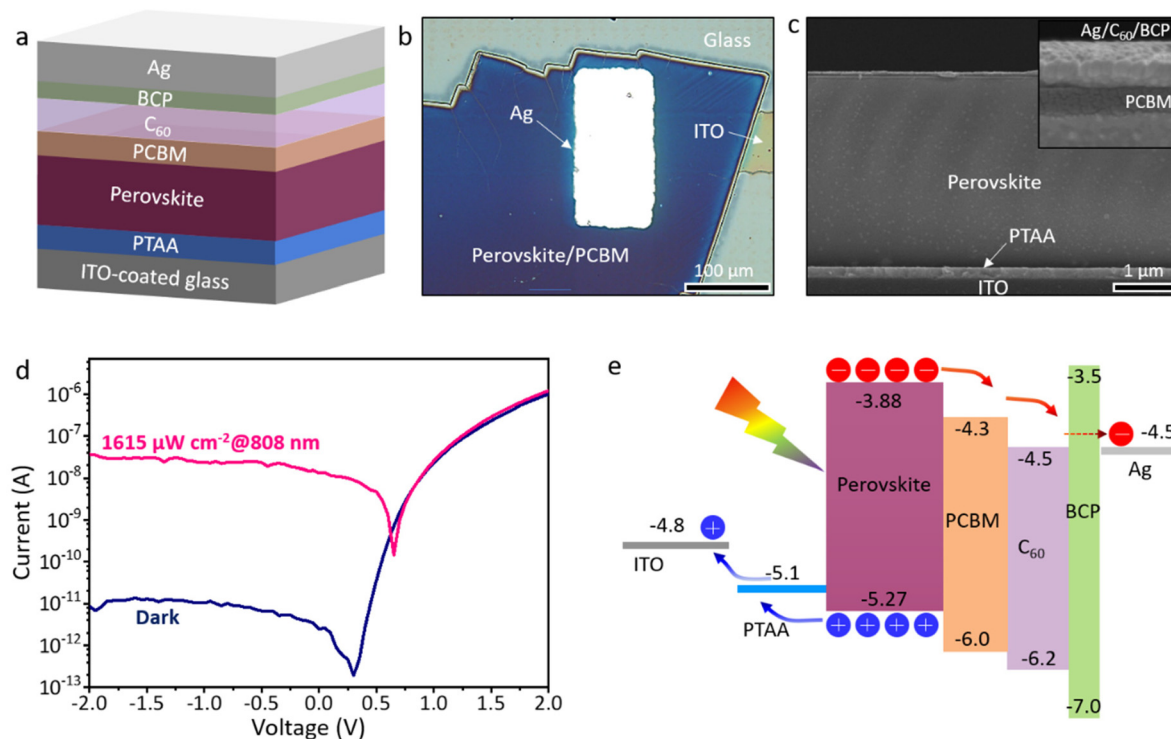 a
Ag
BCP
C₆₀
PCBM
Perovskite
PTAA
ITO-coated glass
b
Glass
Ag
ITO
Perovskite/PCBM
100 µm
c
Ag/C₆₀/BCP
PCBM
Perovskite
PTAA
ITO
1 µm
d
Current (A)
10⁻⁶
10⁻⁷
10⁻⁸
10⁻⁹
10⁻¹⁰
10⁻¹¹
10⁻¹²
10⁻¹³
1615 µW cm⁻²@808 nm
Dark
-2.0 -1.5 -1.0 -0.5 0.0 0.5 1.0 1.5 2.0
Voltage (V)
e
-3.5
-3.88
-4.3
-4.5
-4.5
Ag
Perovskite
PCBM
BCP
C₆₀
-4.8
ITO
-5.1
PTAA
-5.27
-6.0
-6.2
-7.0